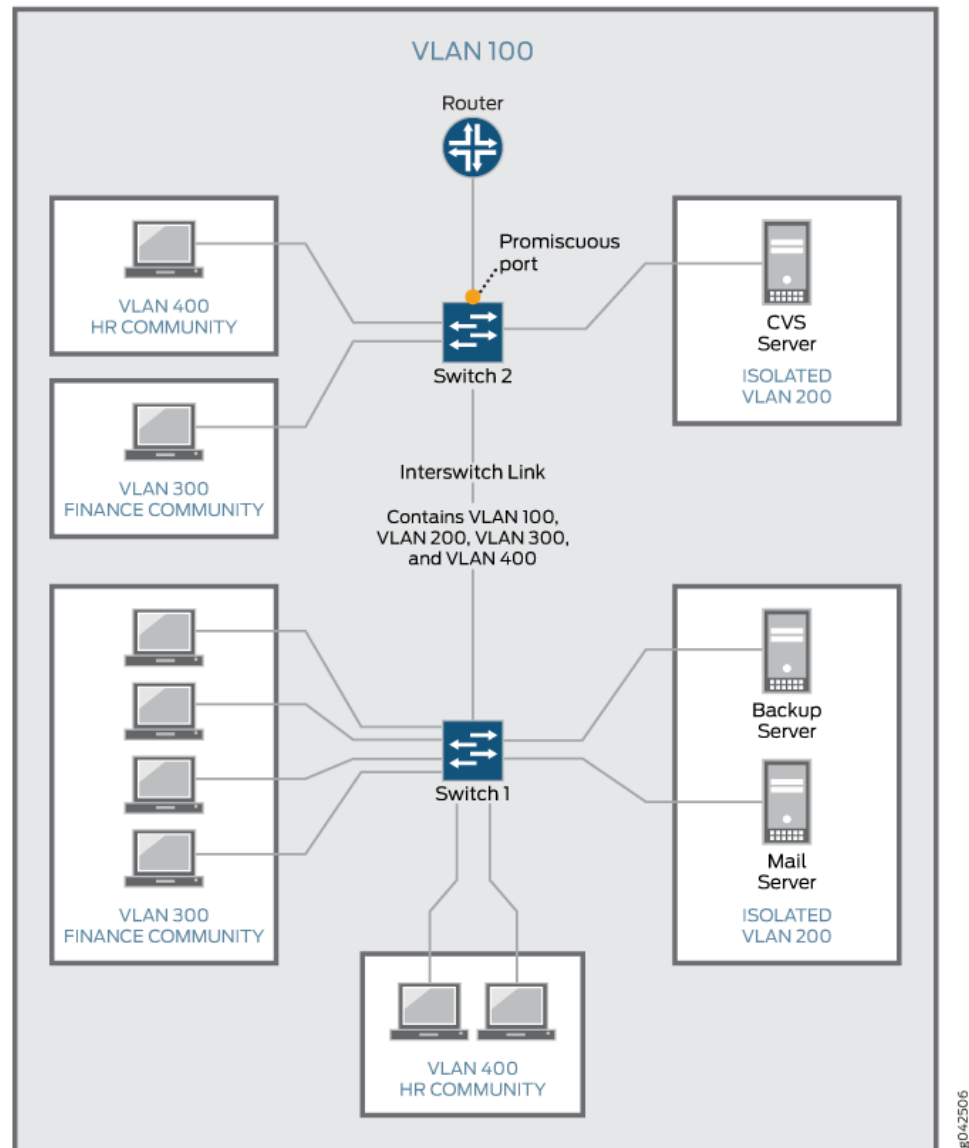 VLAN 100
Router
Promiscuous
port
VLAN 400
HR COMMUNITY
Switch 2
CVS
Server
ISOLATED
VLAN 200
VLAN 300
FINANCE COMMUNITY
Interswitch Link
Contains VLAN 100,
VLAN 200, VLAN 300,
and VLAN 400
Backup
Server
Switch 1
Mail
Server
VLAN 300
FINANCE COMMUNITY
ISOLATED
VLAN 200
VLAN 400
HR COMMUNITY
g042506